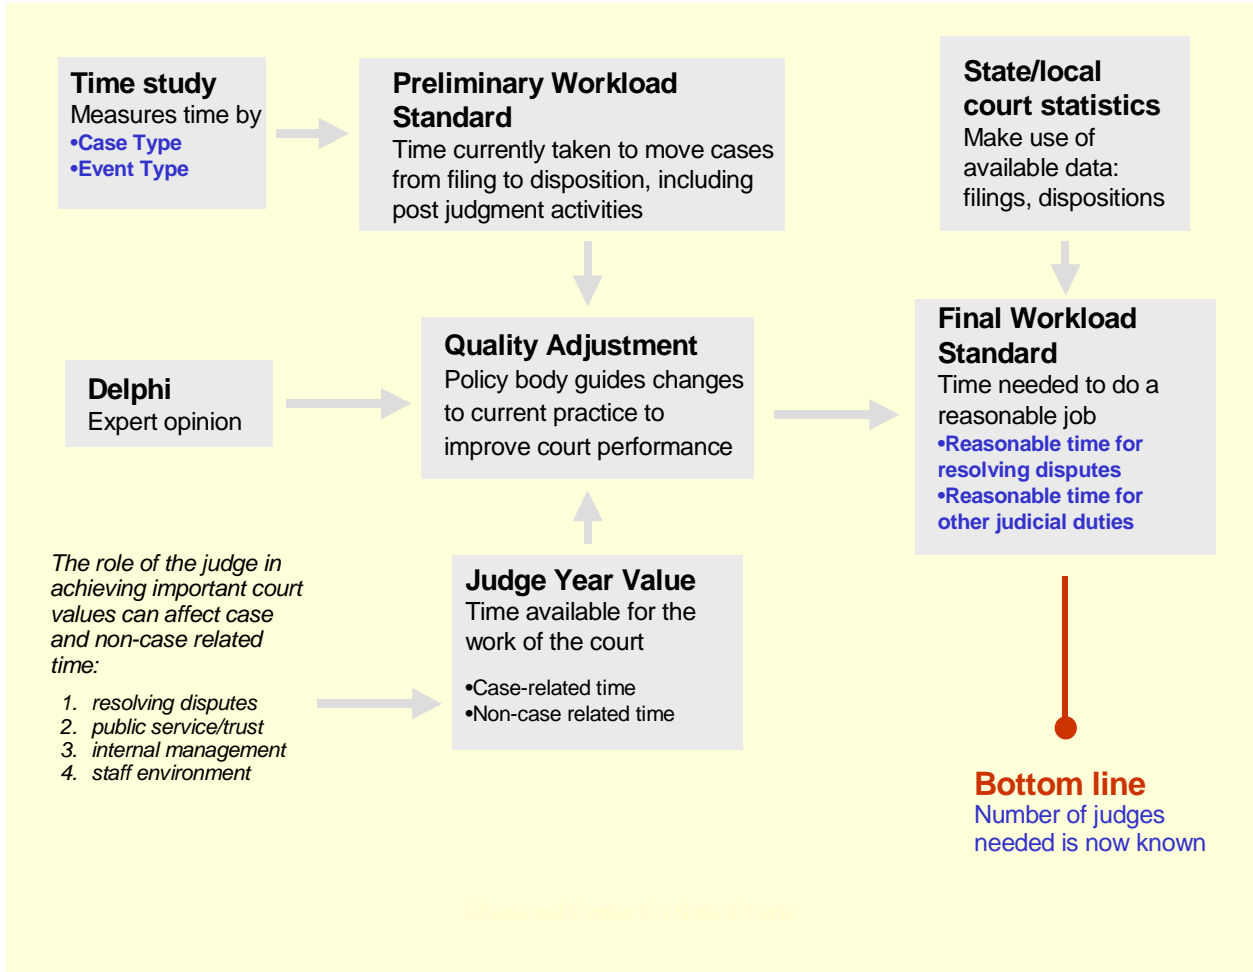 Time study
Measures time by
•Case Type
•Event Type
Preliminary Workload
Standard
Time currently taken to move cases
from filing to disposition, including
post judgment activities
State/local
court statistics
Make use of
available data:
filings, dispositions
Delphi
Expert opinion
Quality Adjustment
Policy body guides changes
to current practice to
improve court performance
Final Workload
Standard
Time needed to do a
reasonable job
•Reasonable time for
resolving disputes
•Reasonable time for
other judicial duties
The role of the judge in
achieving important court
values can affect case
and non-case related
time:
1. resolving disputes
2. public service/trust
3. internal management
4. staff environment
Judge Year Value
Time available for the
work of the court
•Case-related time
•Non-case related time
Bottom line
Number of judges
needed is now known